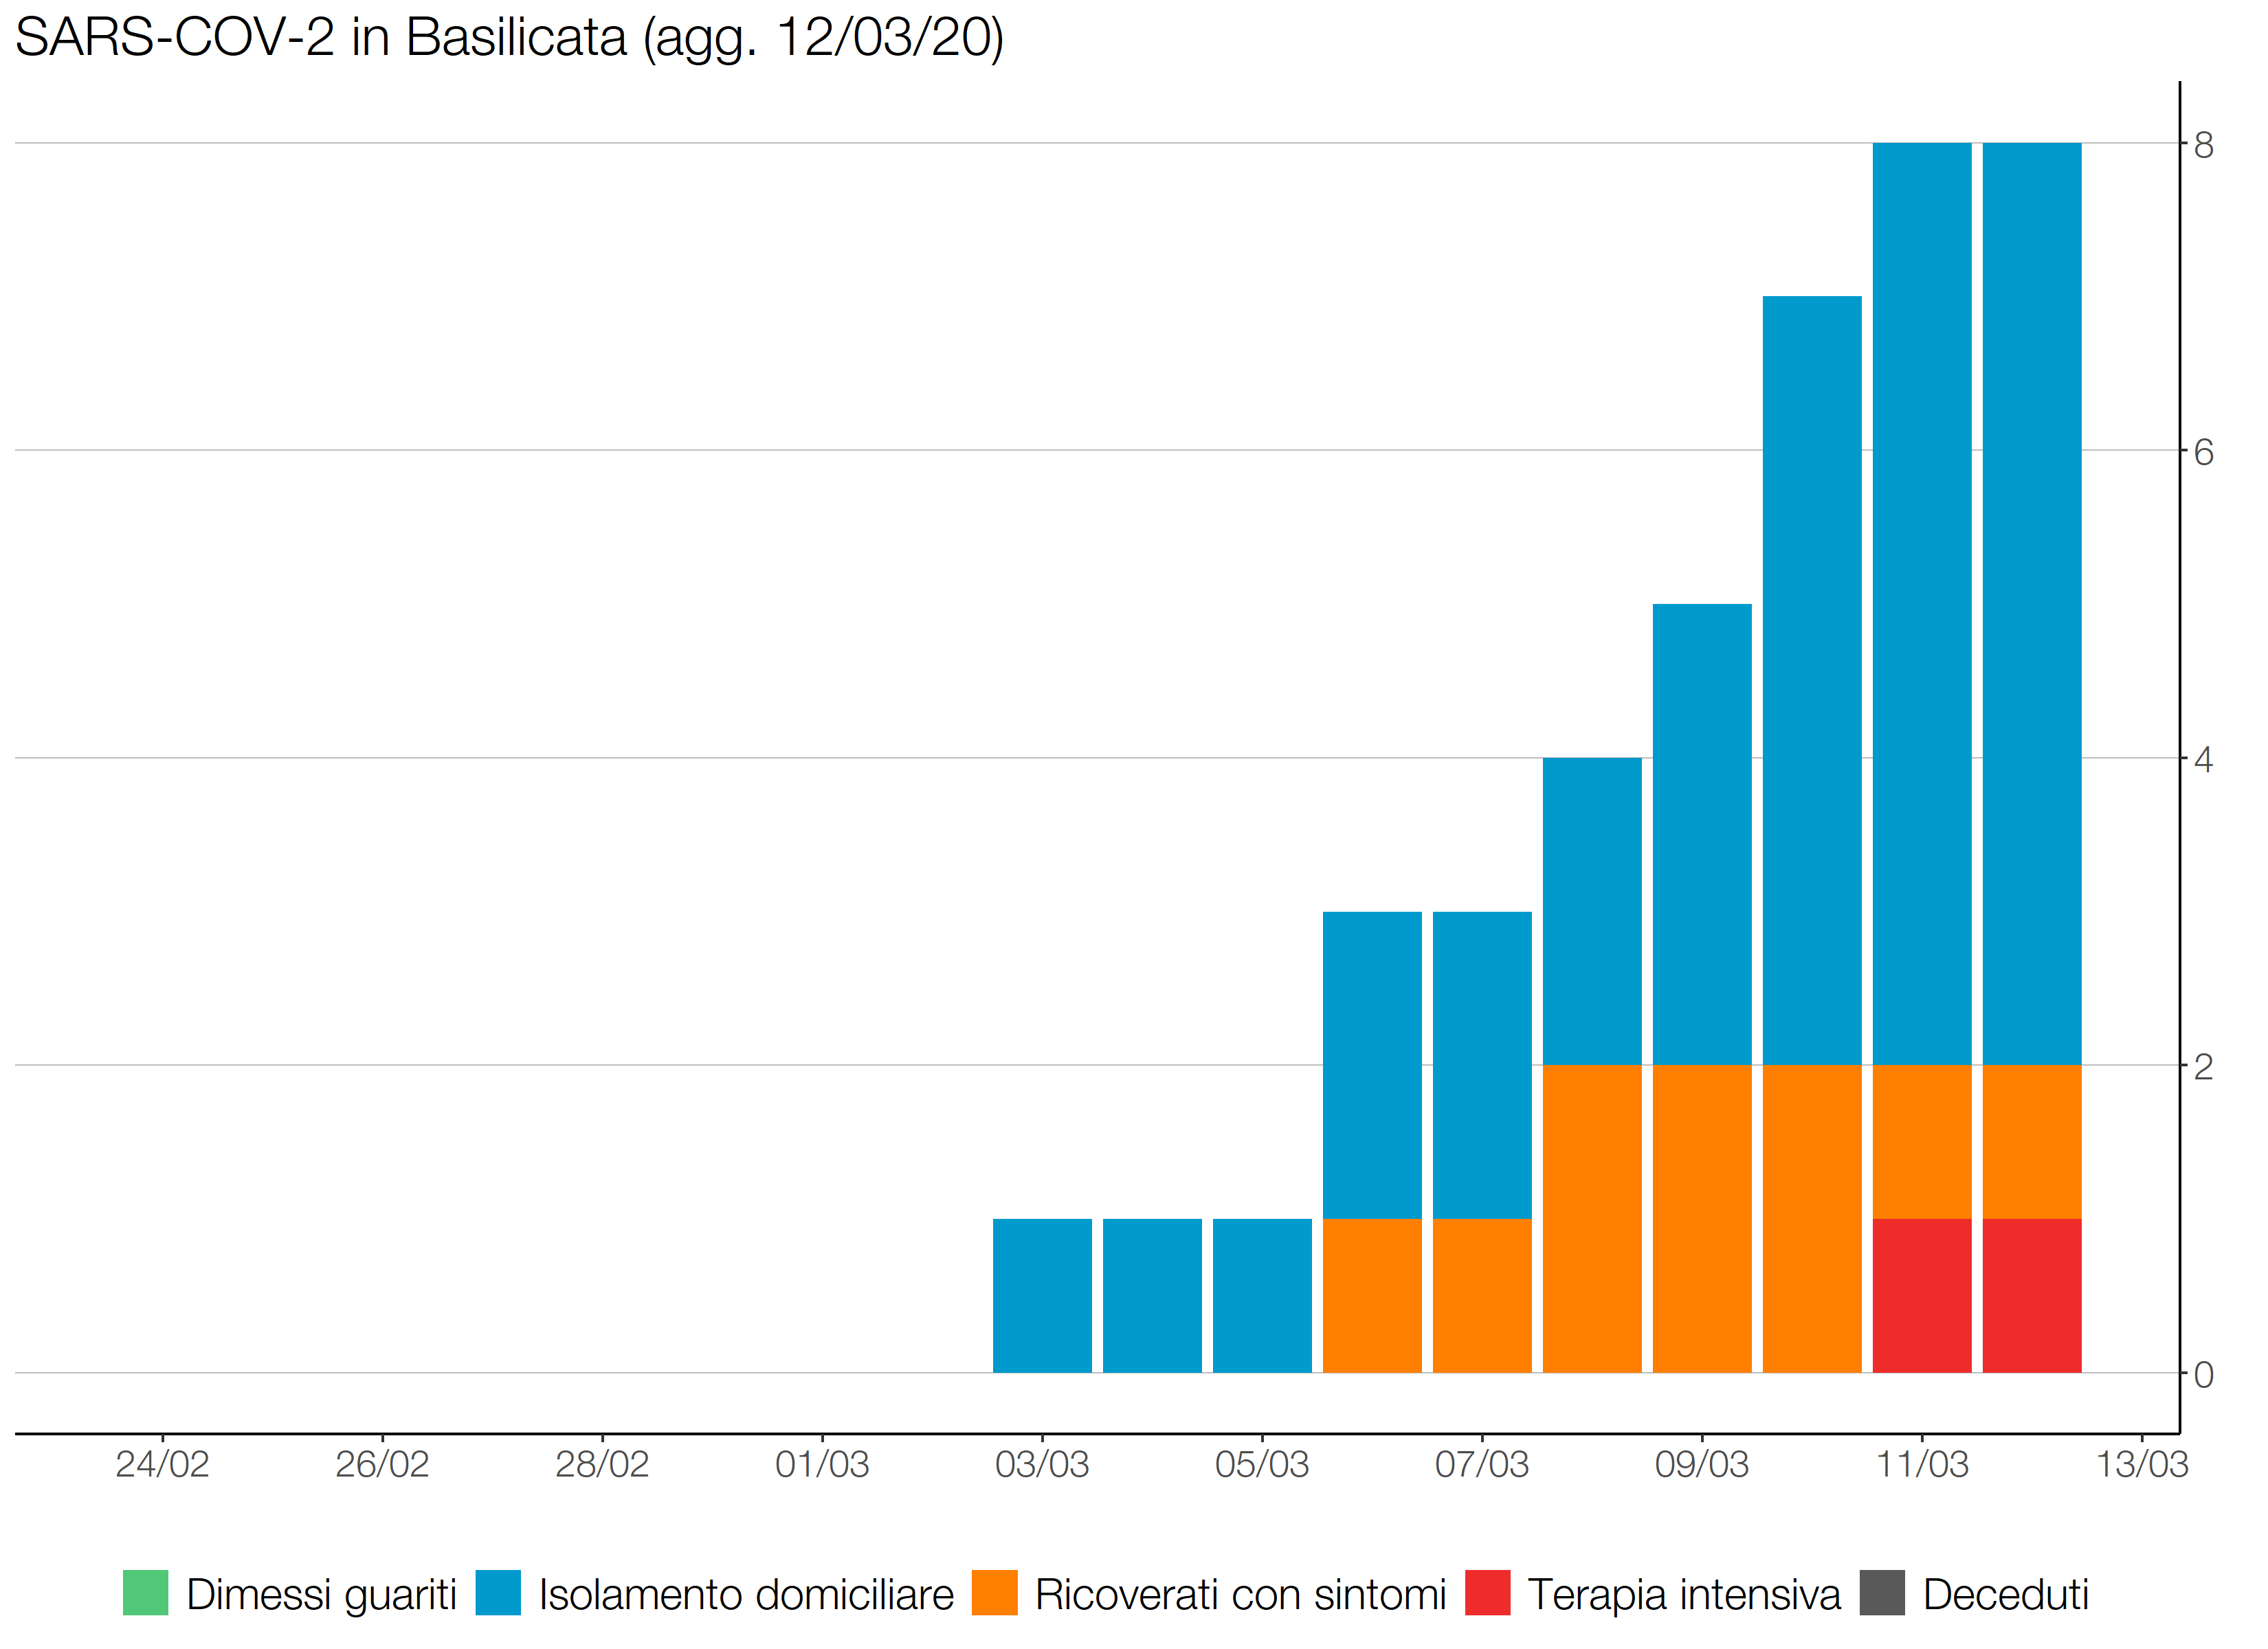 SARS-COV-2 in Basilicata (agg. 12/03/20)
8
6
4
2
0
24/02 26/02 28/02 01/03 03/03 05/03 07/03 09/03 11/03 13/03
Dimessi guariti Isolamento domiciliare Ricoverati con sintomi Terapia intensiva Deceduti